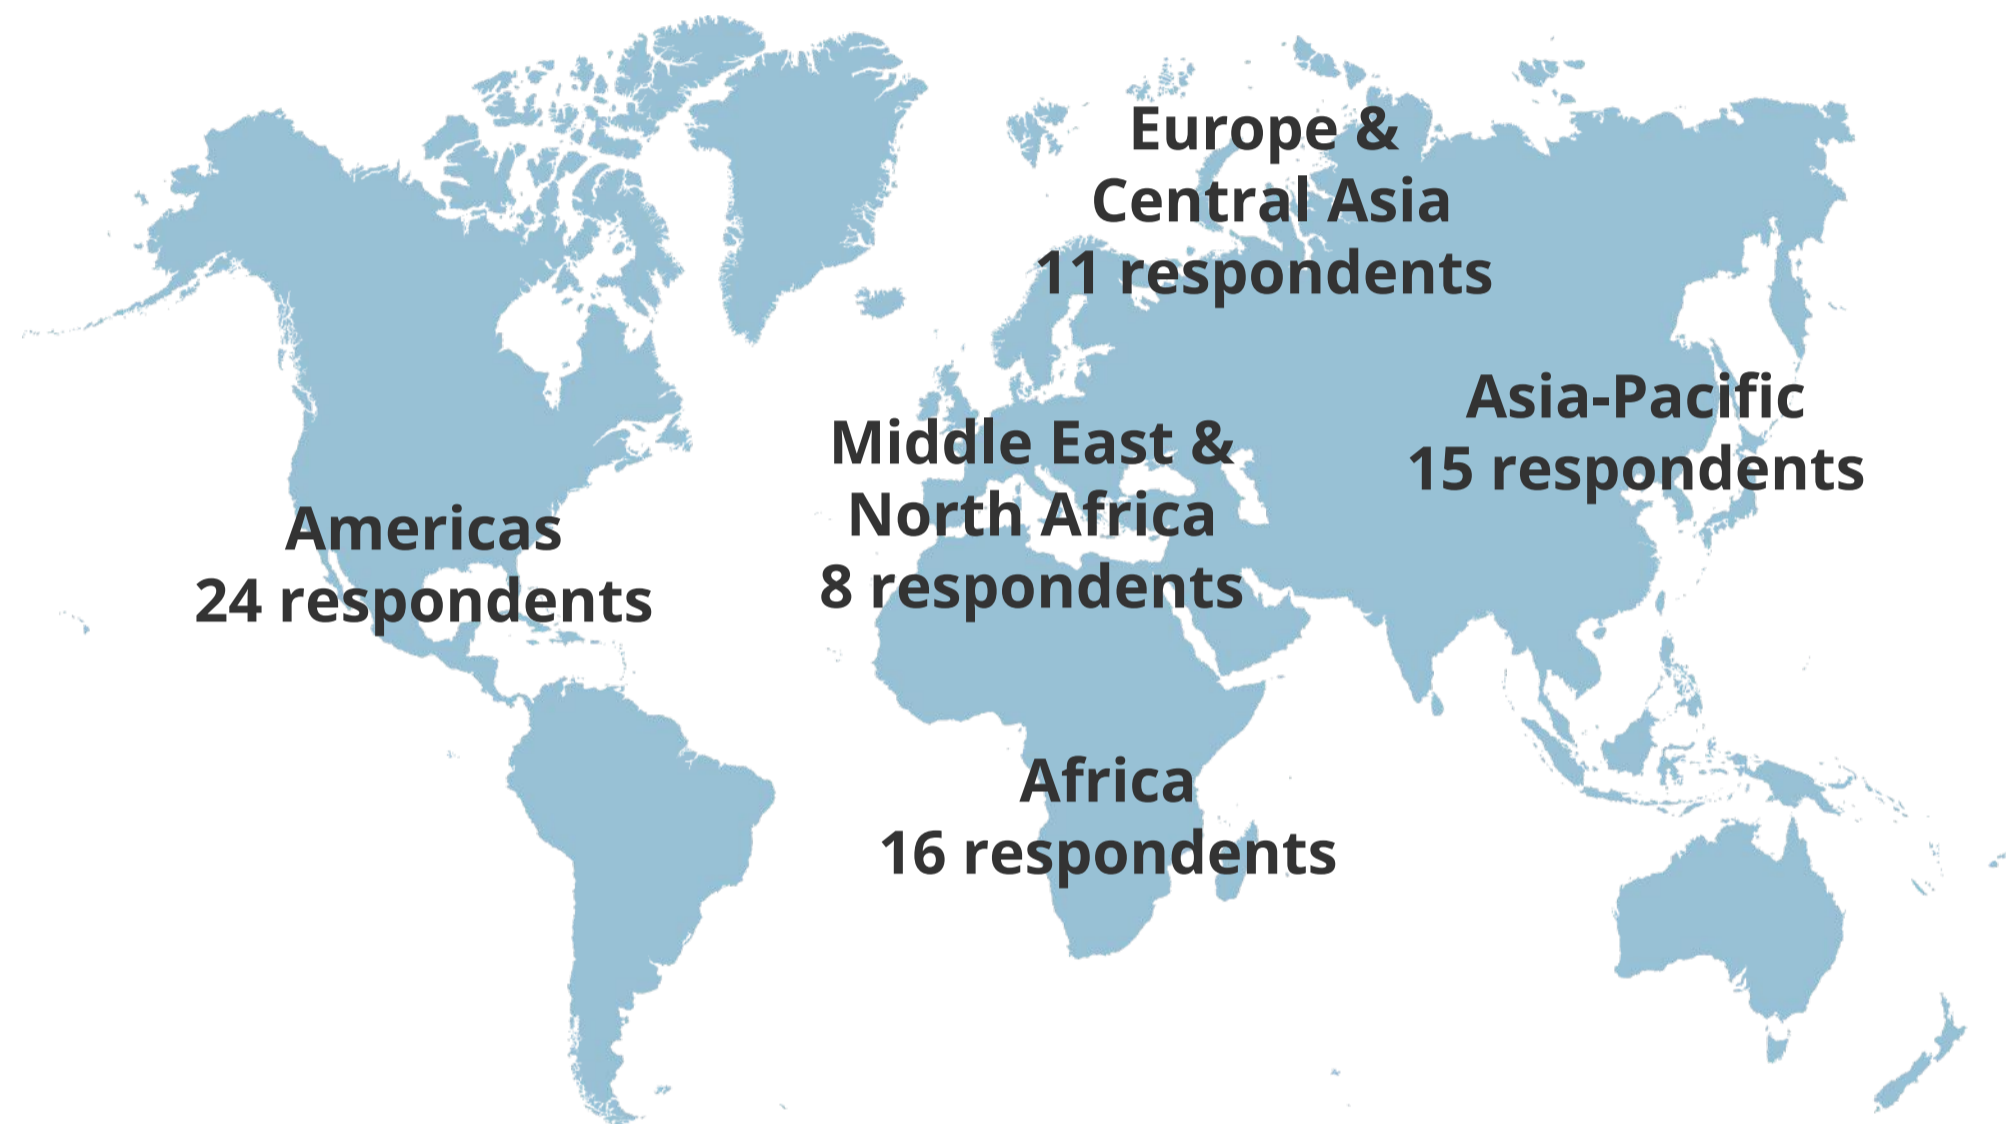 Europe &
Central Asia
11 respondents
Asia-Pacific
15 respondents
Middle East &
North Africa
8 respondents
Americas
24 respondents
Africa
16 respondents